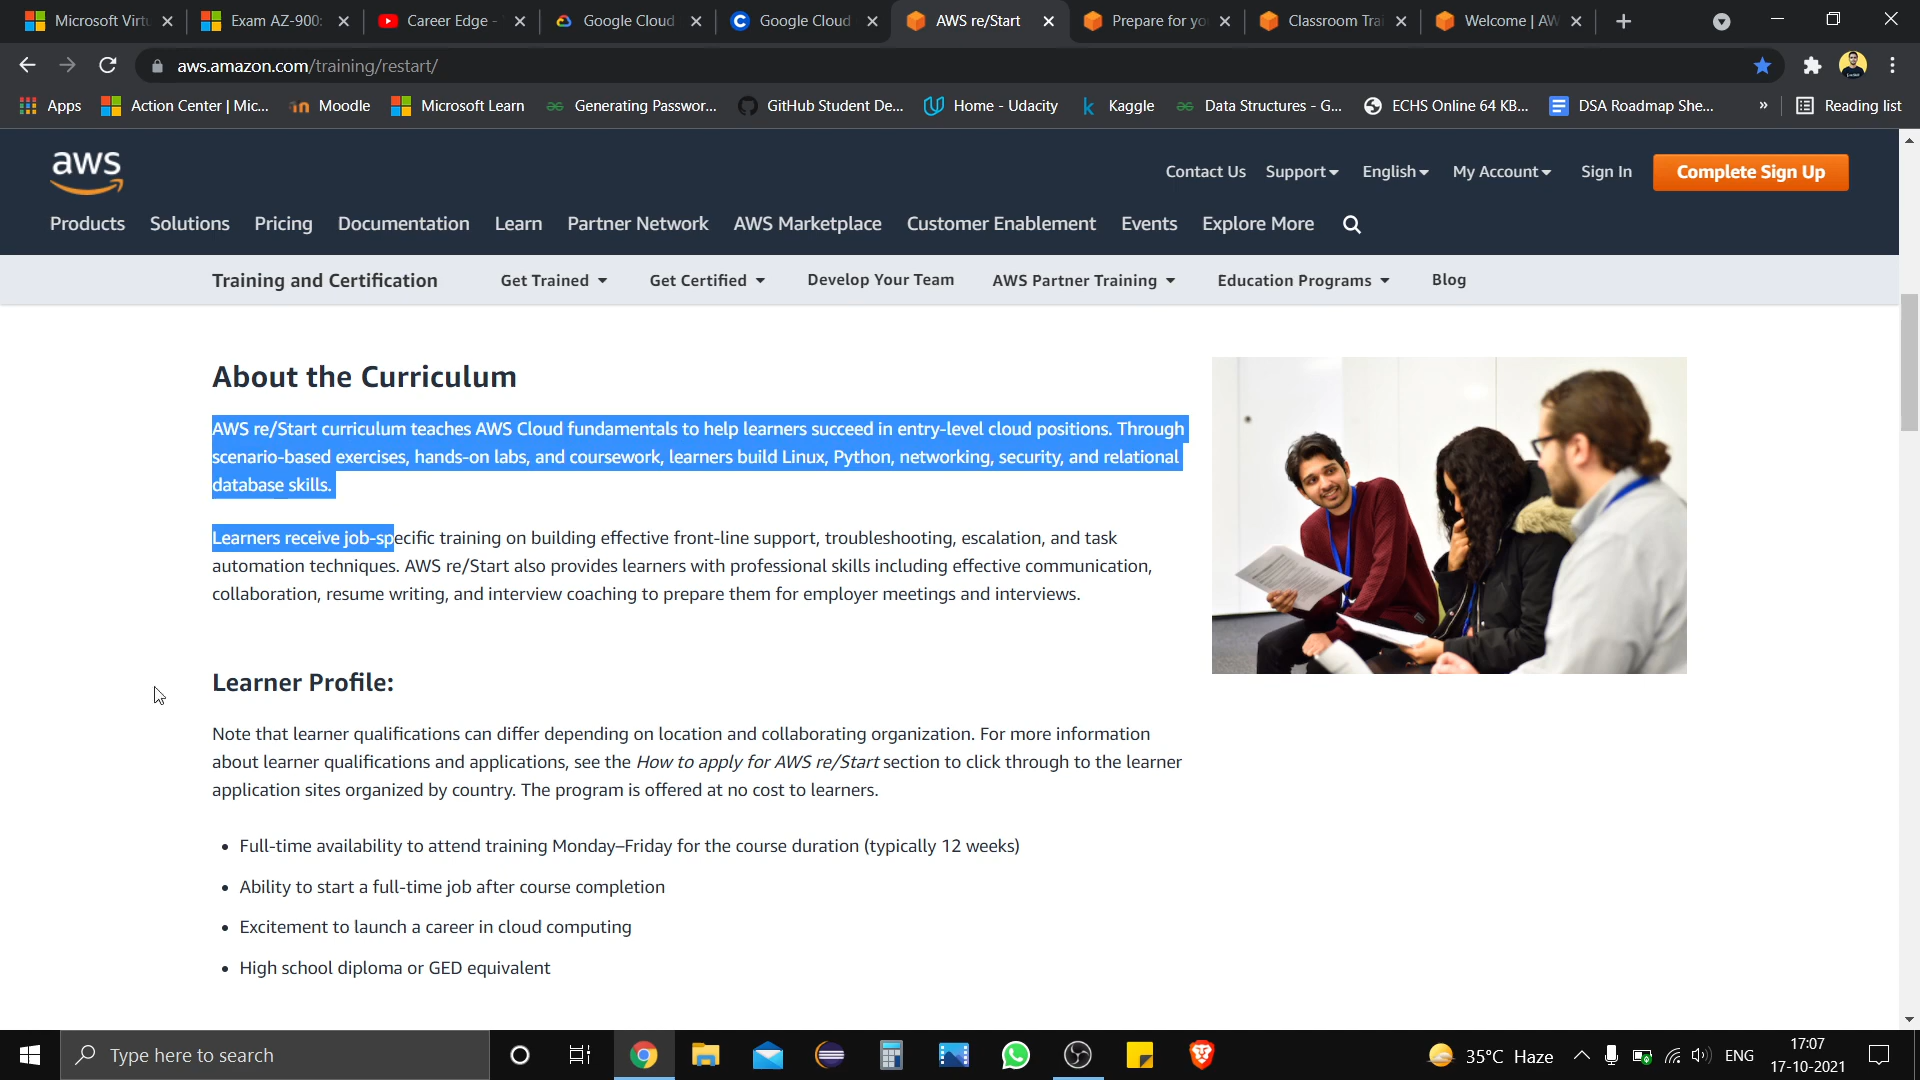 Microsoft Virtu
Exam AZ-900:
Career Edge -
Google Cloud
Google Cloud
AWS re/Start
Prepare for yo
Classroom Trai
Welcome | AW
aws.amazon.com/training/restart/
Apps
Action Center | Mic...
Moodle
Microsoft Learn
Generating Passwor...
GitHub Student De...
Home - Udacity
Kaggle
Data Structures - G...
ECHS Online 64 KB...
DSA Roadmap She...
»
Reading list
aws
Contact Us Support English My Account Sign In Complete Sign Up
Products Solutions Pricing Documentation Learn Partner Network AWS Marketplace Customer Enablement Events Explore More
Training and Certification Get Trained Get Certified Develop Your Team AWS Partner Training Education Programs Blog
About the Curriculum
AWS re/Start curriculum teaches AWS Cloud fundamentals to help learners succeed in entry-level cloud positions. Through
scenario-based exercises, hands-on labs, and coursework, learners build Linux, Python, networking, security, and relational
database skills.
Learners receive job-specific training on building effective front-line support, troubleshooting, escalation, and task
automation techniques. AWS re/Start also provides learners with professional skills including effective communication,
collaboration, resume writing, and interview coaching to prepare them for employer meetings and interviews.
Learner Profile:
Note that learner qualifications can differ depending on location and collaborating organization. For more information
about learner qualifications and applications, see the How to apply for AWS re/Start section to click through to the learner
application sites organized by country. The program is offered at no cost to learners.
• Full-time availability to attend training Monday–Friday for the course duration (typically 12 weeks)
• Ability to start a full-time job after course completion
• Excitement to launch a career in cloud computing
• High school diploma or GED equivalent
Type here to search
35°C Haze
ENG
17:07
17-10-2021